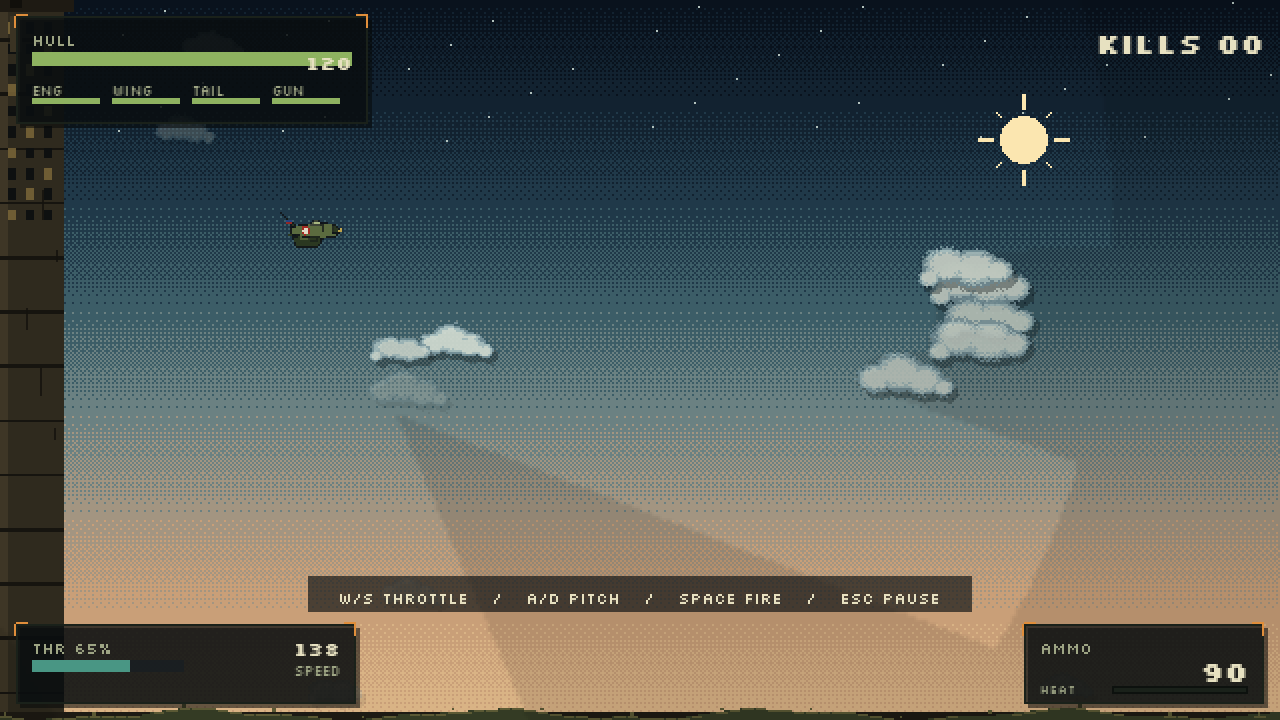 HULL
120
ENG WING TAIL GUN
KILLS 00
W/S THROTTLE / A/D PITCH / SPACE FIRE / ESC PAUSE
THR 65%
138
SPEED
AMMO
90
HEAT